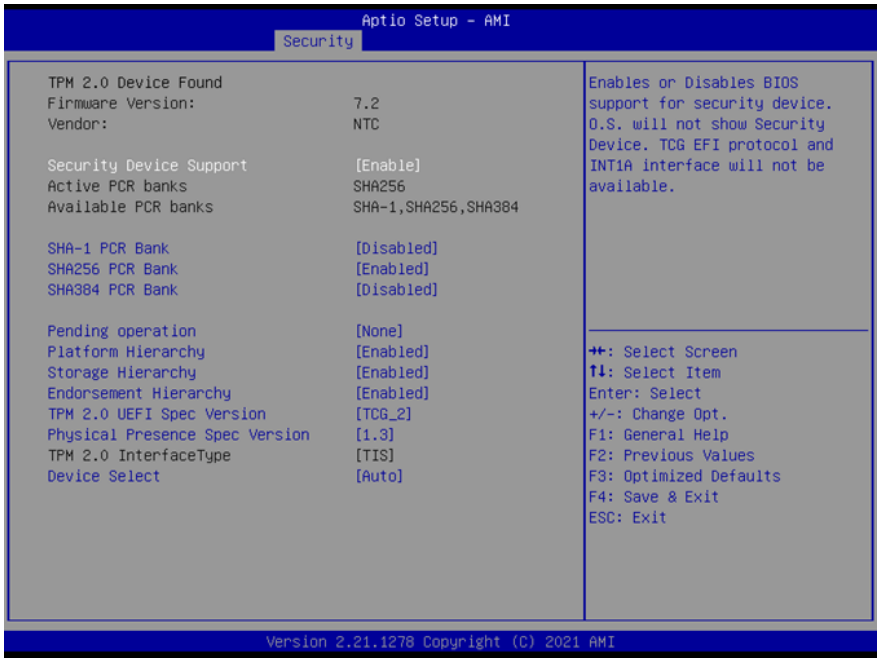 Aptio Setup - AMI
Security
TPM 2.0 Device Found
Firmware Version: 7.2
Vendor: NTC
Security Device Support [Enable]
Active PCR banks SHA256
Available PCR banks SHA-1,SHA256,SHA384
SHA-1 PCR Bank [Disabled]
SHA256 PCR Bank [Enabled]
SHA384 PCR Bank [Disabled]
Pending operation [None]
Platform Hierarchy [Enabled]
Storage Hierarchy [Enabled]
Endorsement Hierarchy [Enabled]
TPM 2.0 UEFI Spec Version [TCG_2]
Physical Presence Spec Version [1.3]
TPM 2.0 InterfaceType [TIS]
Device Select [Auto]
Enables or Disables BIOS
support for security device.
O.S. will not show Security
Device. TCG EFI protocol and
INT1A interface will not be
available.
→←: Select Screen
↑↓: Select Item
Enter: Select
+/-: Change Opt.
F1: General Help
F2: Previous Values
F3: Optimized Defaults
F4: Save & Exit
ESC: Exit
Version 2.21.1278 Copyright (C) 2021 AMI